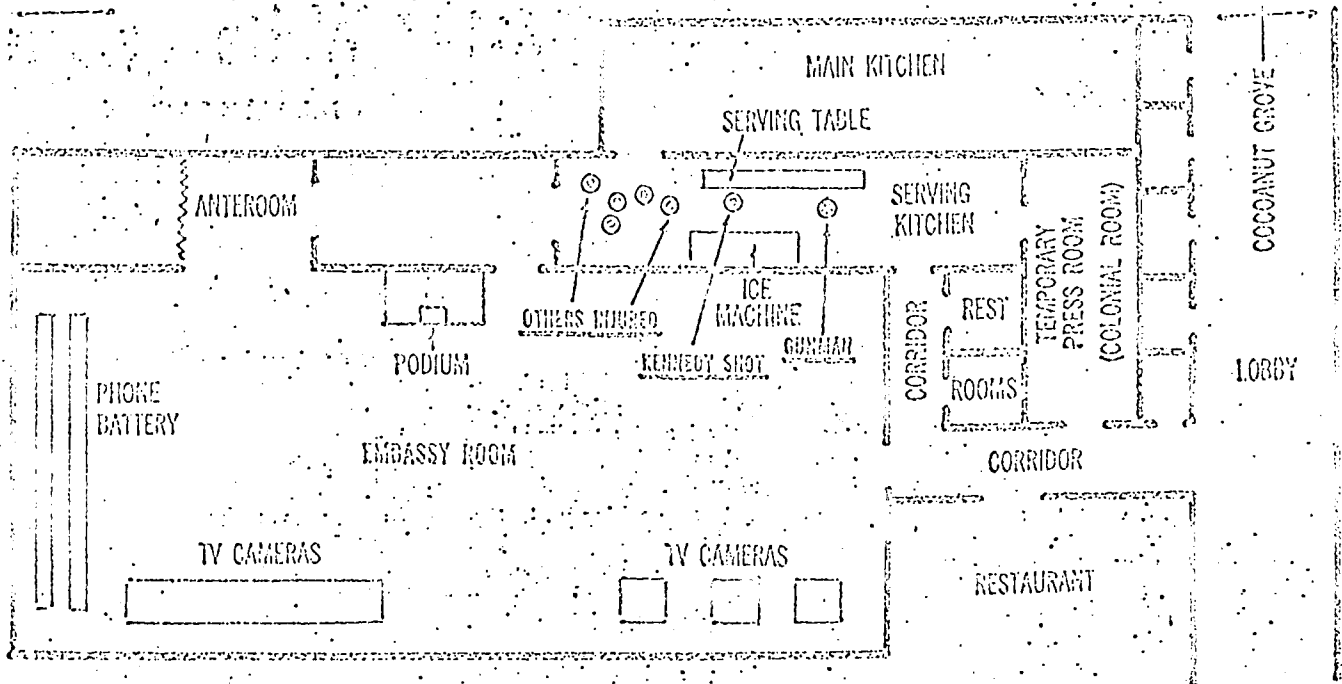 MAIN KITCHEN
SERVING TABLE
ANTEROOM
SERVING
KITCHEN
TEMPORARY
PRESS ROOM
(COLONIAL ROOM)
COCOANUT GROVE
OTHERS INJURED
ICE
MACHINE
KENNEDY SHOT
GUNMAN
CORRIDOR
REST
ROOMS
PODIUM
PHONE
BATTERY
LOBBY
EMBASSY ROOM
CORRIDOR
TV CAMERAS
TV CAMERAS
RESTAURANT